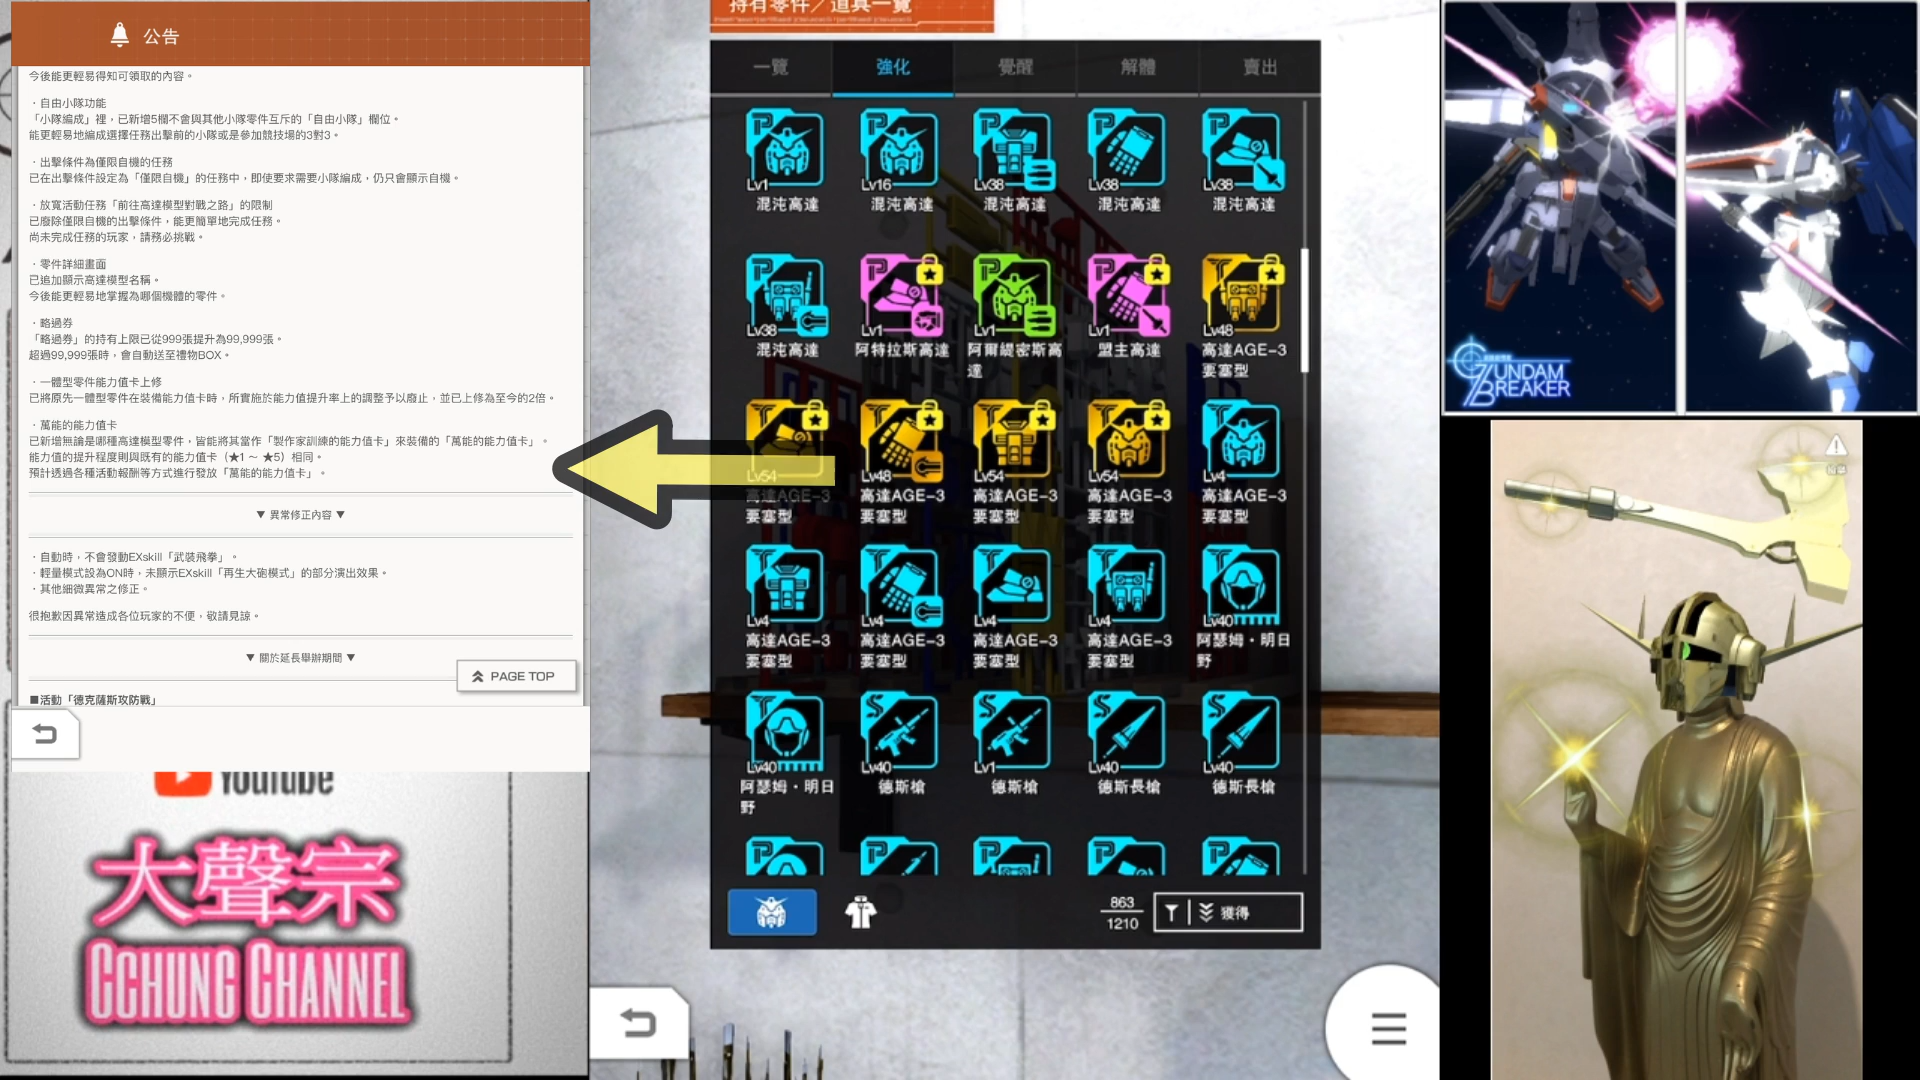 公告
今後能更輕易得知可領取的內容。
・自由小隊功能
「小隊編成」裡，已新增5欄不會與其他小隊零件互斥的「自由小隊」欄位。
能更輕易地編成選擇任務出擊前的小隊或是參加競技場的3對3。
・出擊條件為僅限自機的任務
已在出擊條件設定為「僅限自機」的任務中，即使要求需要小隊編成，仍只會顯示自機。
・放寬活動任務「前往高達模型對戰之路」的限制
已廢除僅限自機的出擊條件，能更簡單地完成任務。
尚未完成任務的玩家，請務必挑戰。
・零件詳細畫面
已追加顯示高達模型名稱。
今後能更輕易地掌握為哪個機體的零件。
・略過券
「略過券」的持有上限已從999張提升為99,999張。
超過99,999張時，會自動送至禮物BOX。
・一體型零件能力值卡上修
已將原先一體型零件在裝備能力值卡時，所實施於能力值提升率上的調整予以廢止，並已上修為至今的2倍。
・萬能的能力值卡
已新增無論是哪種高達模型零件，皆能將其當作「製作家訓練的能力值卡」來裝備的「萬能的能力值卡」。
能力值的提升程度則與既有的能力值卡（★1 ～ ★5）相同。
預計透過各種活動報酬等方式進行發放「萬能的能力值卡」。
▼ 異常修正內容 ▼
・自動時，不會發動EXskill「武裝飛拳」。
・輕量模式設為ON時，未顯示EXskill「再生大砲模式」的部分演出效果。
・其他細微異常之修正。
很抱歉因異常造成各位玩家的不便，敬請見諒。
▼ 關於延長舉辦期間 ▼
PAGE TOP
■活動「德克薩斯攻防戰」
YouTube
大聲宗
CCHUNG CHANNEL
持有零件／道具一覽
一覽 強化 覺醒 解體 賣出
P P P P P
Lv1 Lv16 Lv38 Lv38 Lv38
混沌高達 混沌高達 混沌高達 混沌高達 混沌高達
P P P P T
Lv38 Lv1 Lv1 Lv1 Lv48
混沌高達 阿特拉斯高達 阿爾緹密斯高達 盟主高達 高達AGE-3要塞型
Lv54 Lv48 Lv54 Lv54 Lv4
高達AGE-3要塞型 高達AGE-3要塞型 高達AGE-3要塞型 高達AGE-3要塞型 高達AGE-3要塞型
T T T T T
Lv4 Lv4 Lv4 Lv4 Lv40
高達AGE-3要塞型 高達AGE-3要塞型 高達AGE-3要塞型 高達AGE-3要塞型 阿瑟姆・明日野
T S S S S
Lv40 Lv40 Lv1 Lv40 Lv40
阿瑟姆・明日野 德斯槍 德斯槍 德斯長槍 德斯長槍
P P P P P
863
1210
獲得
GUNDAM
BREAKER